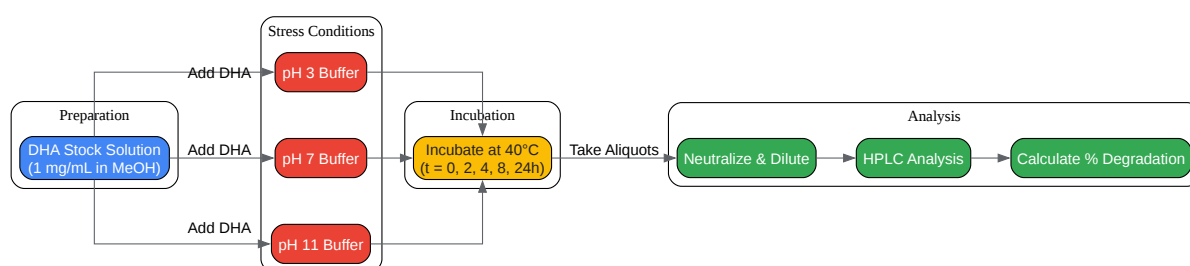 Stress Conditions
Add DHA
pH 3 Buffer
Preparation
DHA Stock Solution
(1 mg/mL in MeOH)
Add DHA
pH 7 Buffer
Incubation
Incubate at 40°C
(t = 0, 2, 4, 8, 24h)
Take Aliquots
Analysis
Neutralize & Dilute
HPLC Analysis
Calculate % Degradation
Add DHA
pH 11 Buffer